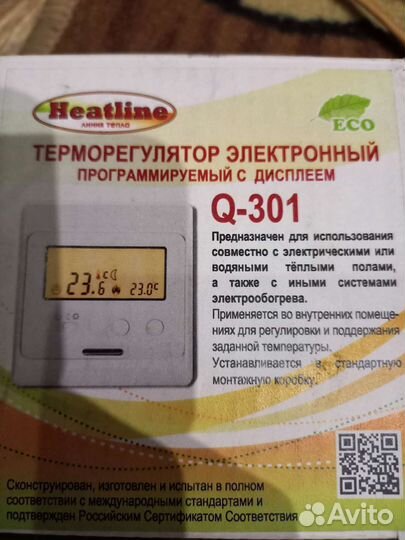 Heatline
ЛИНИЯ ТЕПЛА
ECO
ТЕРМОРЕГУЛЯТОР ЭЛЕКТРОННЫЙ
ПРОГРАММИРУЕМЫЙ С ДИСПЛЕЕМ
Q-301
Предназначен для использования
совместно с электрическими или
водяными тёплыми полами,
а также с иными системами
электрообогрева.
Применяется во внутренних помеще-
ниях для регулировки и поддержания
заданной температуры.
Устанавливается в стандартную
монтажную коробку.
23.6
23.0c
Сконструирован, изготовлен и испытан в полном
соответствии с международными стандартами и
подтвержден Российским Сертификатом Соответствия
Avito